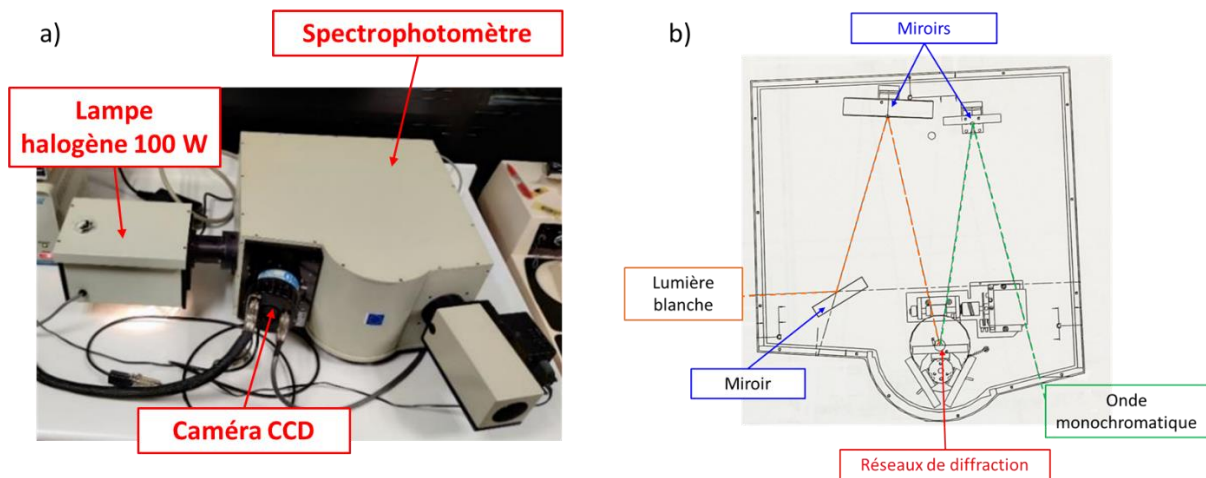 a)
Spectrophotomètre
Lampe
halogène 100 W
Caméra CCD
b)
Miroirs
Lumière
blanche
Miroir
Onde
monochromatique
Réseaux de diffraction